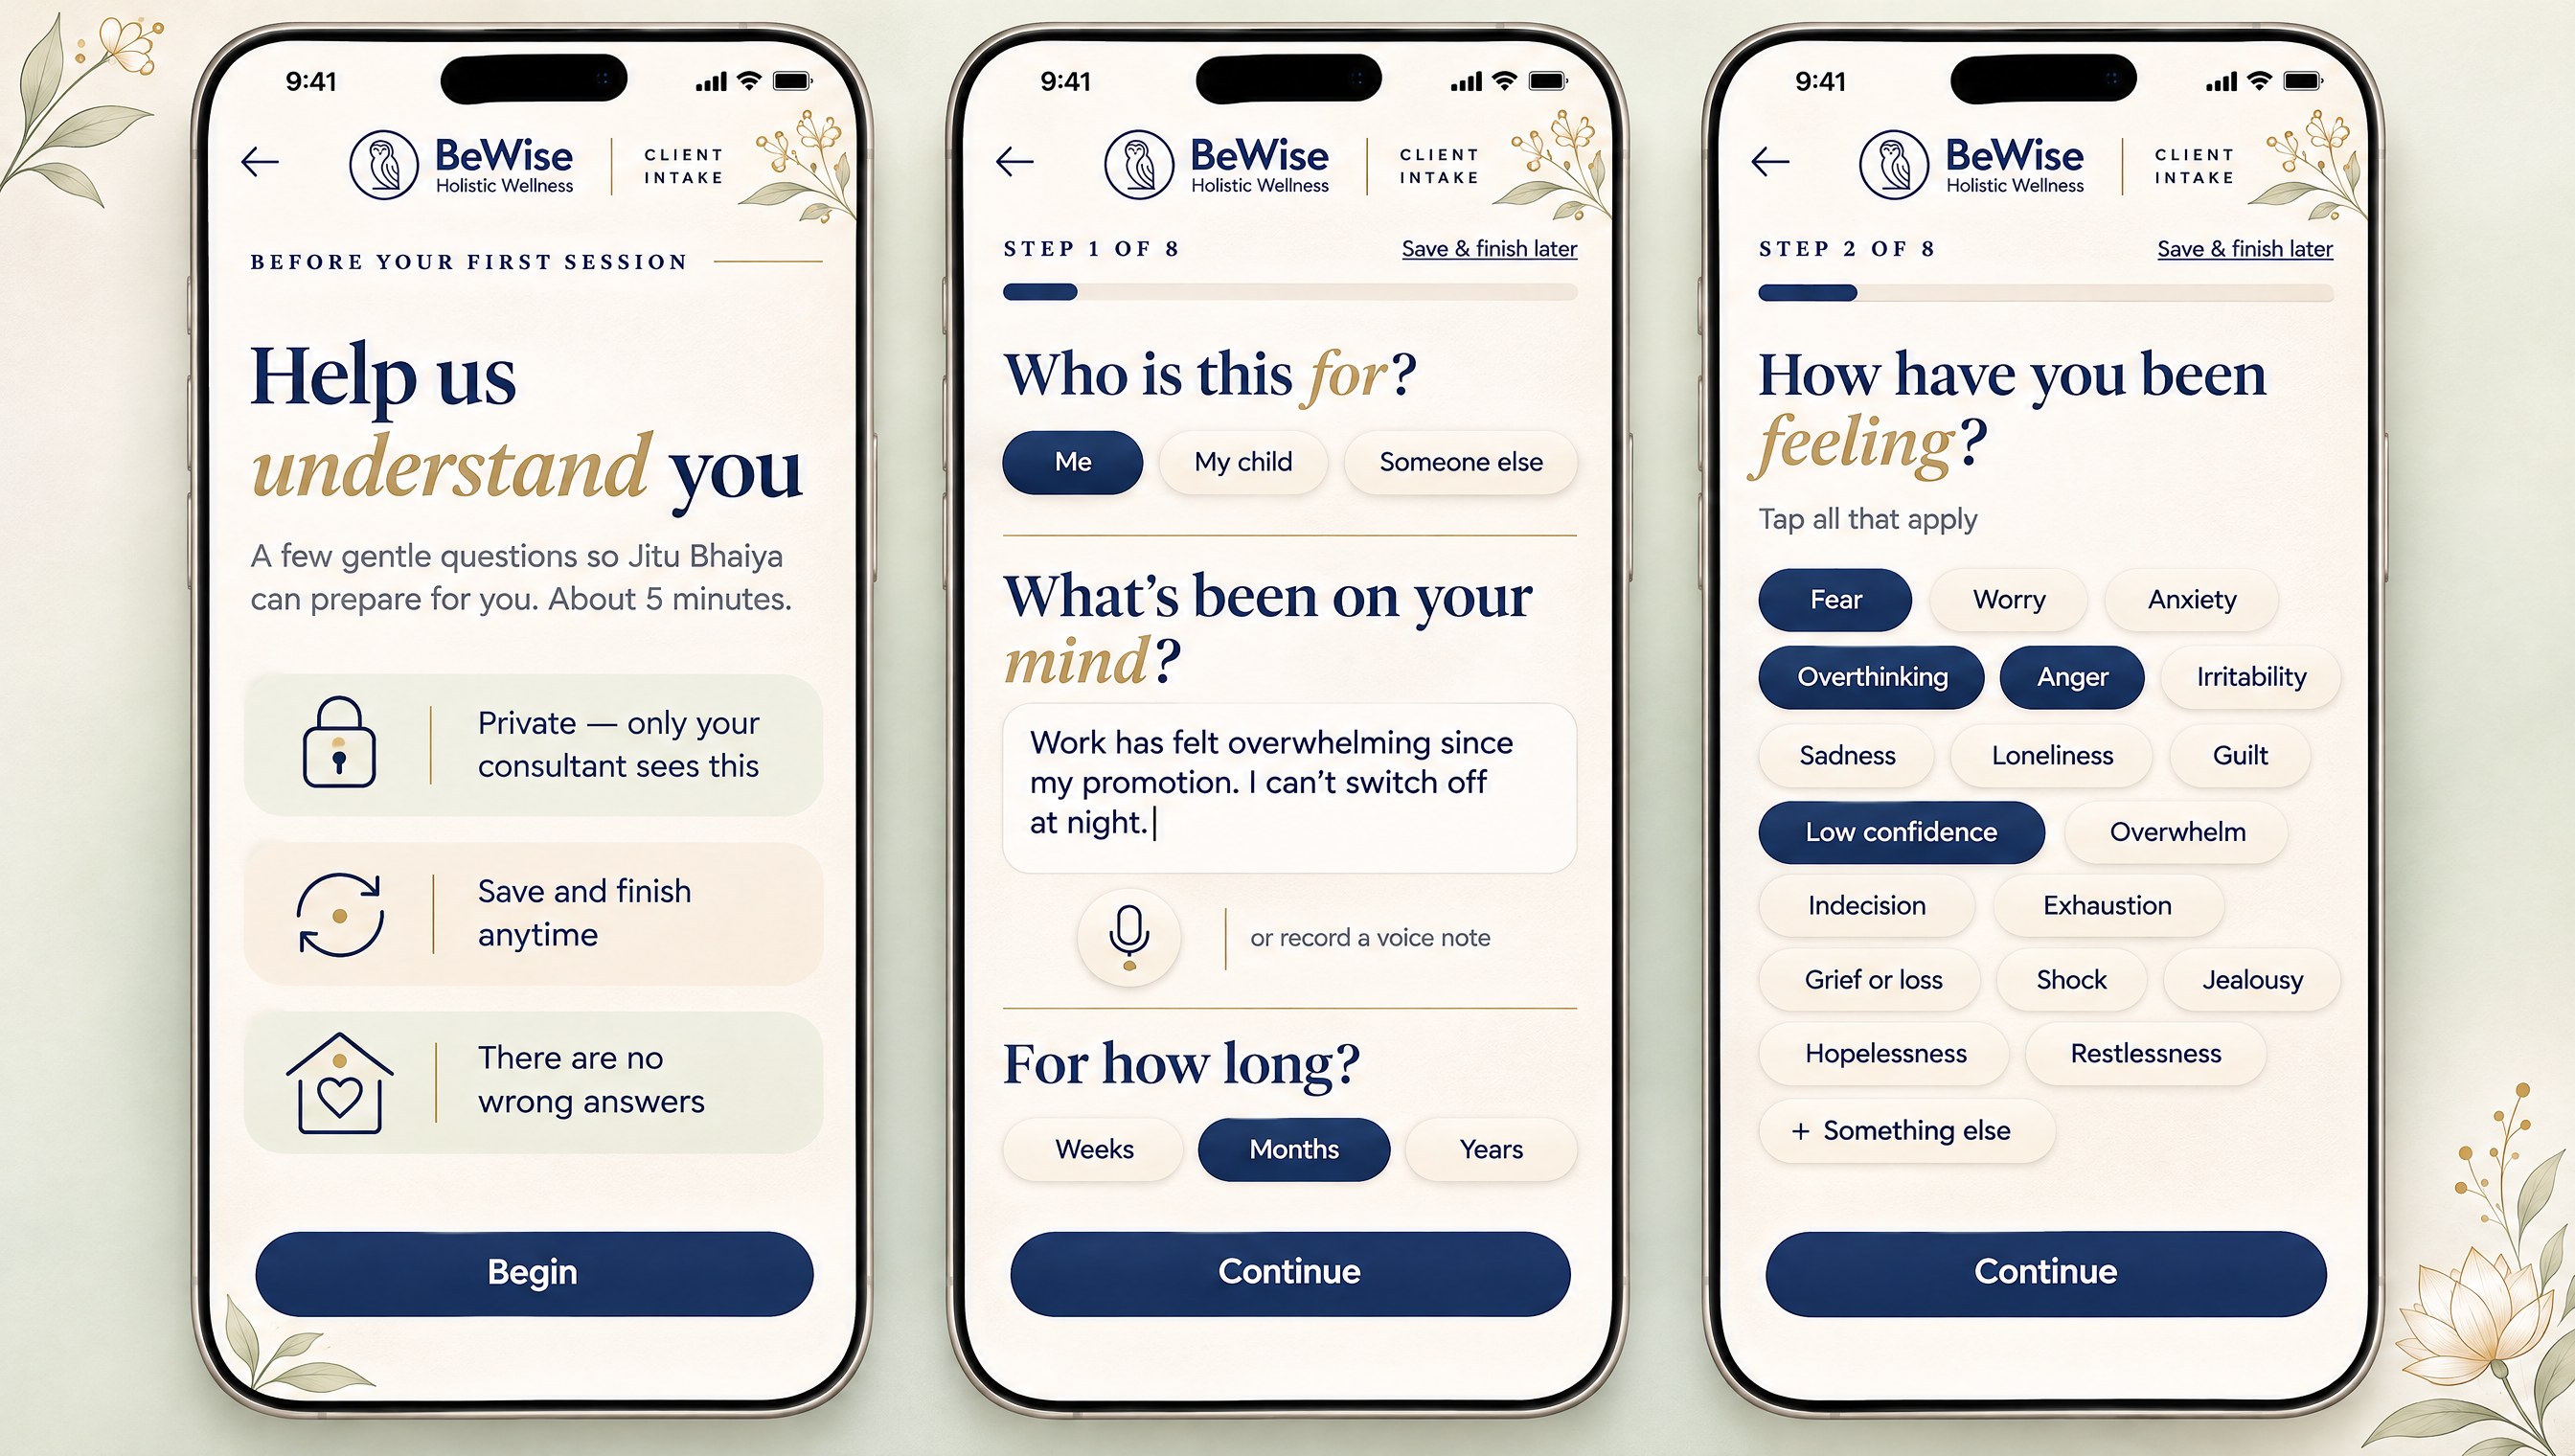 9:41
BeWise
Holistic Wellness
CLIENT
INTAKE
BEFORE YOUR FIRST SESSION
Help us
understand you
A few gentle questions so Jitu Bhaiya
can prepare for you. About 5 minutes.
Private — only your
consultant sees this
Save and finish
anytime
There are no
wrong answers
Begin
9:41
BeWise
Holistic Wellness
CLIENT
INTAKE
STEP 1 OF 8
Save & finish later
Who is this for?
Me
My child
Someone else
What’s been on your
mind?
Work has felt overwhelming since
my promotion. I can’t switch off
at night.
or record a voice note
For how long?
Weeks
Months
Years
Continue
9:41
BeWise
Holistic Wellness
CLIENT
INTAKE
STEP 2 OF 8
Save & finish later
How have you been
feeling?
Tap all that apply
Fear
Worry
Anxiety
Overthinking
Anger
Irritability
Sadness
Loneliness
Guilt
Low confidence
Overwhelm
Indecision
Exhaustion
Grief or loss
Shock
Jealousy
Hopelessness
Restlessness
+ Something else
Continue